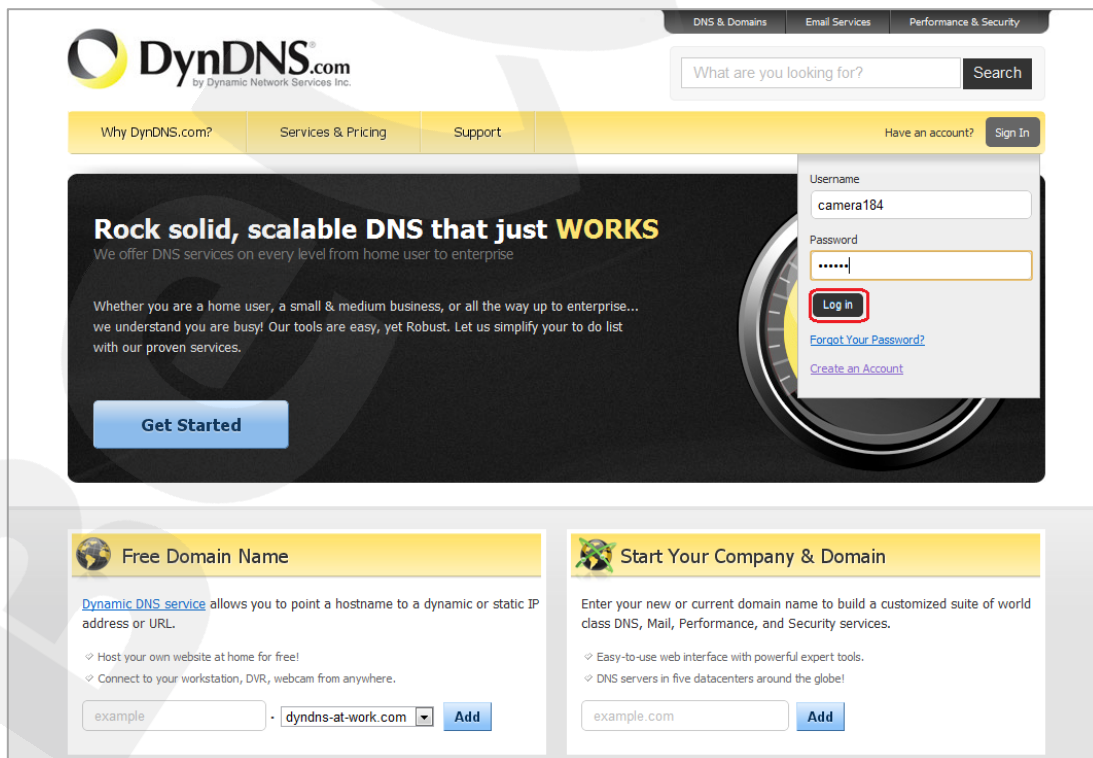 DNS & Domains Email Services Performance & Security
DynDNS.com
by Dynamic Network Services Inc.
What are you looking for? Search
Why DynDNS.com? Services & Pricing Support Have an account? Sign In
Username
camera184
Password
••••••
Log in
Forgot Your Password?
Create an Account
Rock solid, scalable DNS that just WORKS
We offer DNS services on every level from home user to enterprise
Whether you are a home user, a small & medium business, or all the way up to enterprise...
we understand you are busy! Our tools are easy, yet Robust. Let us simplify your to do list
with our proven services.
Get Started
Free Domain Name
Dynamic DNS service allows you to point a hostname to a dynamic or static IP
address or URL.
Host your own website at home for free!
Connect to your workstation, DVR, webcam from anywhere.
example . dyndns-at-work.com Add
Start Your Company & Domain
Enter your new or current domain name to build a customized suite of world
class DNS, Mail, Performance, and Security services.
Easy-to-use web interface with powerful expert tools.
DNS servers in five datacenters around the globe!
example.com Add